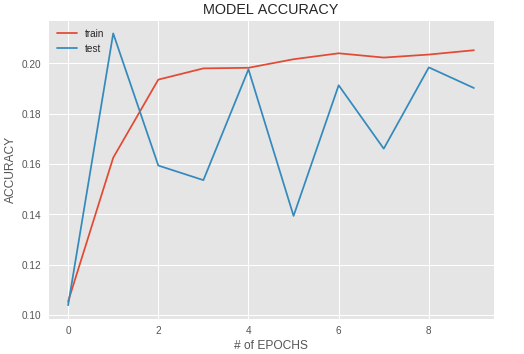 MODEL ACCURACY
train
test
0.20
0.18
0.16
0.14
0.12
0.10
ACCURACY
0
2
4
6
8
# of EPOCHS